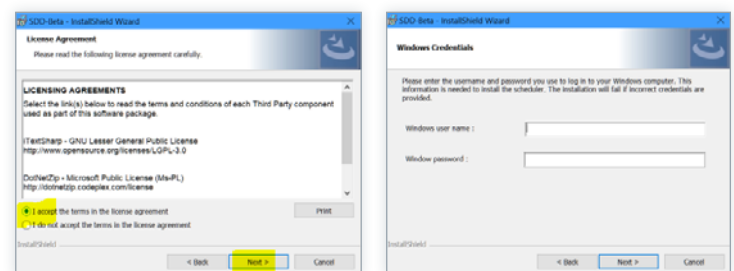 SDD-Beta - InstallShield Wizard
License Agreement
Please read the following license agreement carefully.
LICENSING AGREEMENTS
Select the link(s) below to read the terms and conditions of each Third Party component
used as part of this software package.
iTextSharp - GNU Lesser General Public License
http://www.opensource.org/licenses/LGPL-3.0
DotNetZip - Microsoft Public License (Ms-PL)
http://dotnetzip.codeplex.com/license
I accept the terms in the license agreement
Print
I do not accept the terms in the license agreement
InstallShield
< Back
Next >
Cancel
SDD-Beta - InstallShield Wizard
Windows Credentials
Please enter the username and password you use to log in to your Windows computer. This
information is needed to install the scheduler. The installation will fail if incorrect credentials are
provided.
Windows user name :
Window password :
InstallShield
< Back
Next >
Cancel